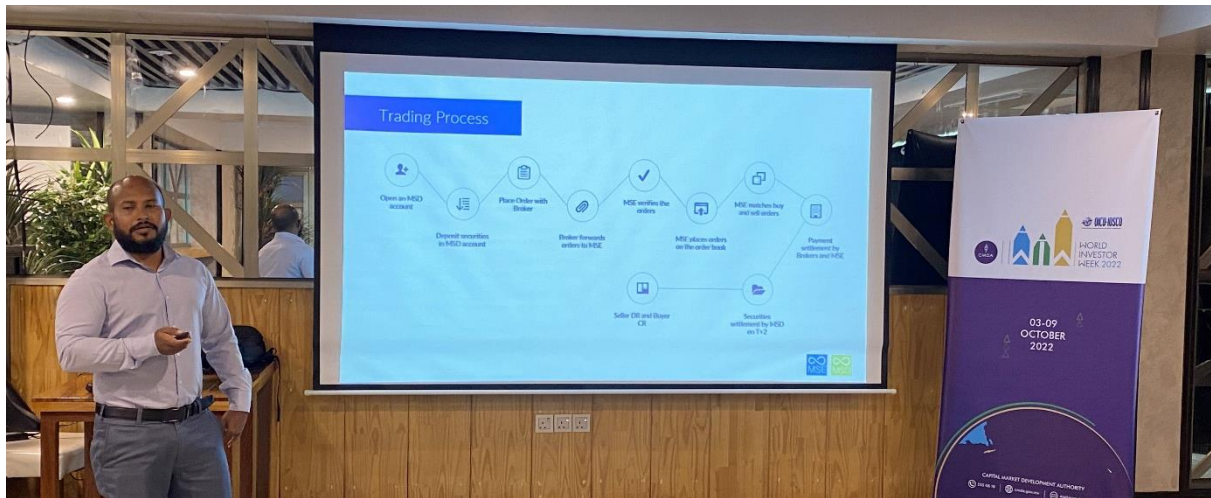 Trading Process
Open an MSD
account
Deposit securities
in MSD account
Place Order with
Broker
Broker forwards
orders to MSE
MSE verifies the
orders
MSE places orders
on the order book
MSE matches buy
and sell orders
Payment
settlement by
Brokers and MSE
Securities
settlement by MSD
on T+2
Seller DR and Buyer
CR
MSE
MSD
CMDA
OICU-IOSCO
WORLD
INVESTOR
WEEK 2022
03-09
OCTOBER
2022
CAPITAL MARKET DEVELOPMENT AUTHORITY